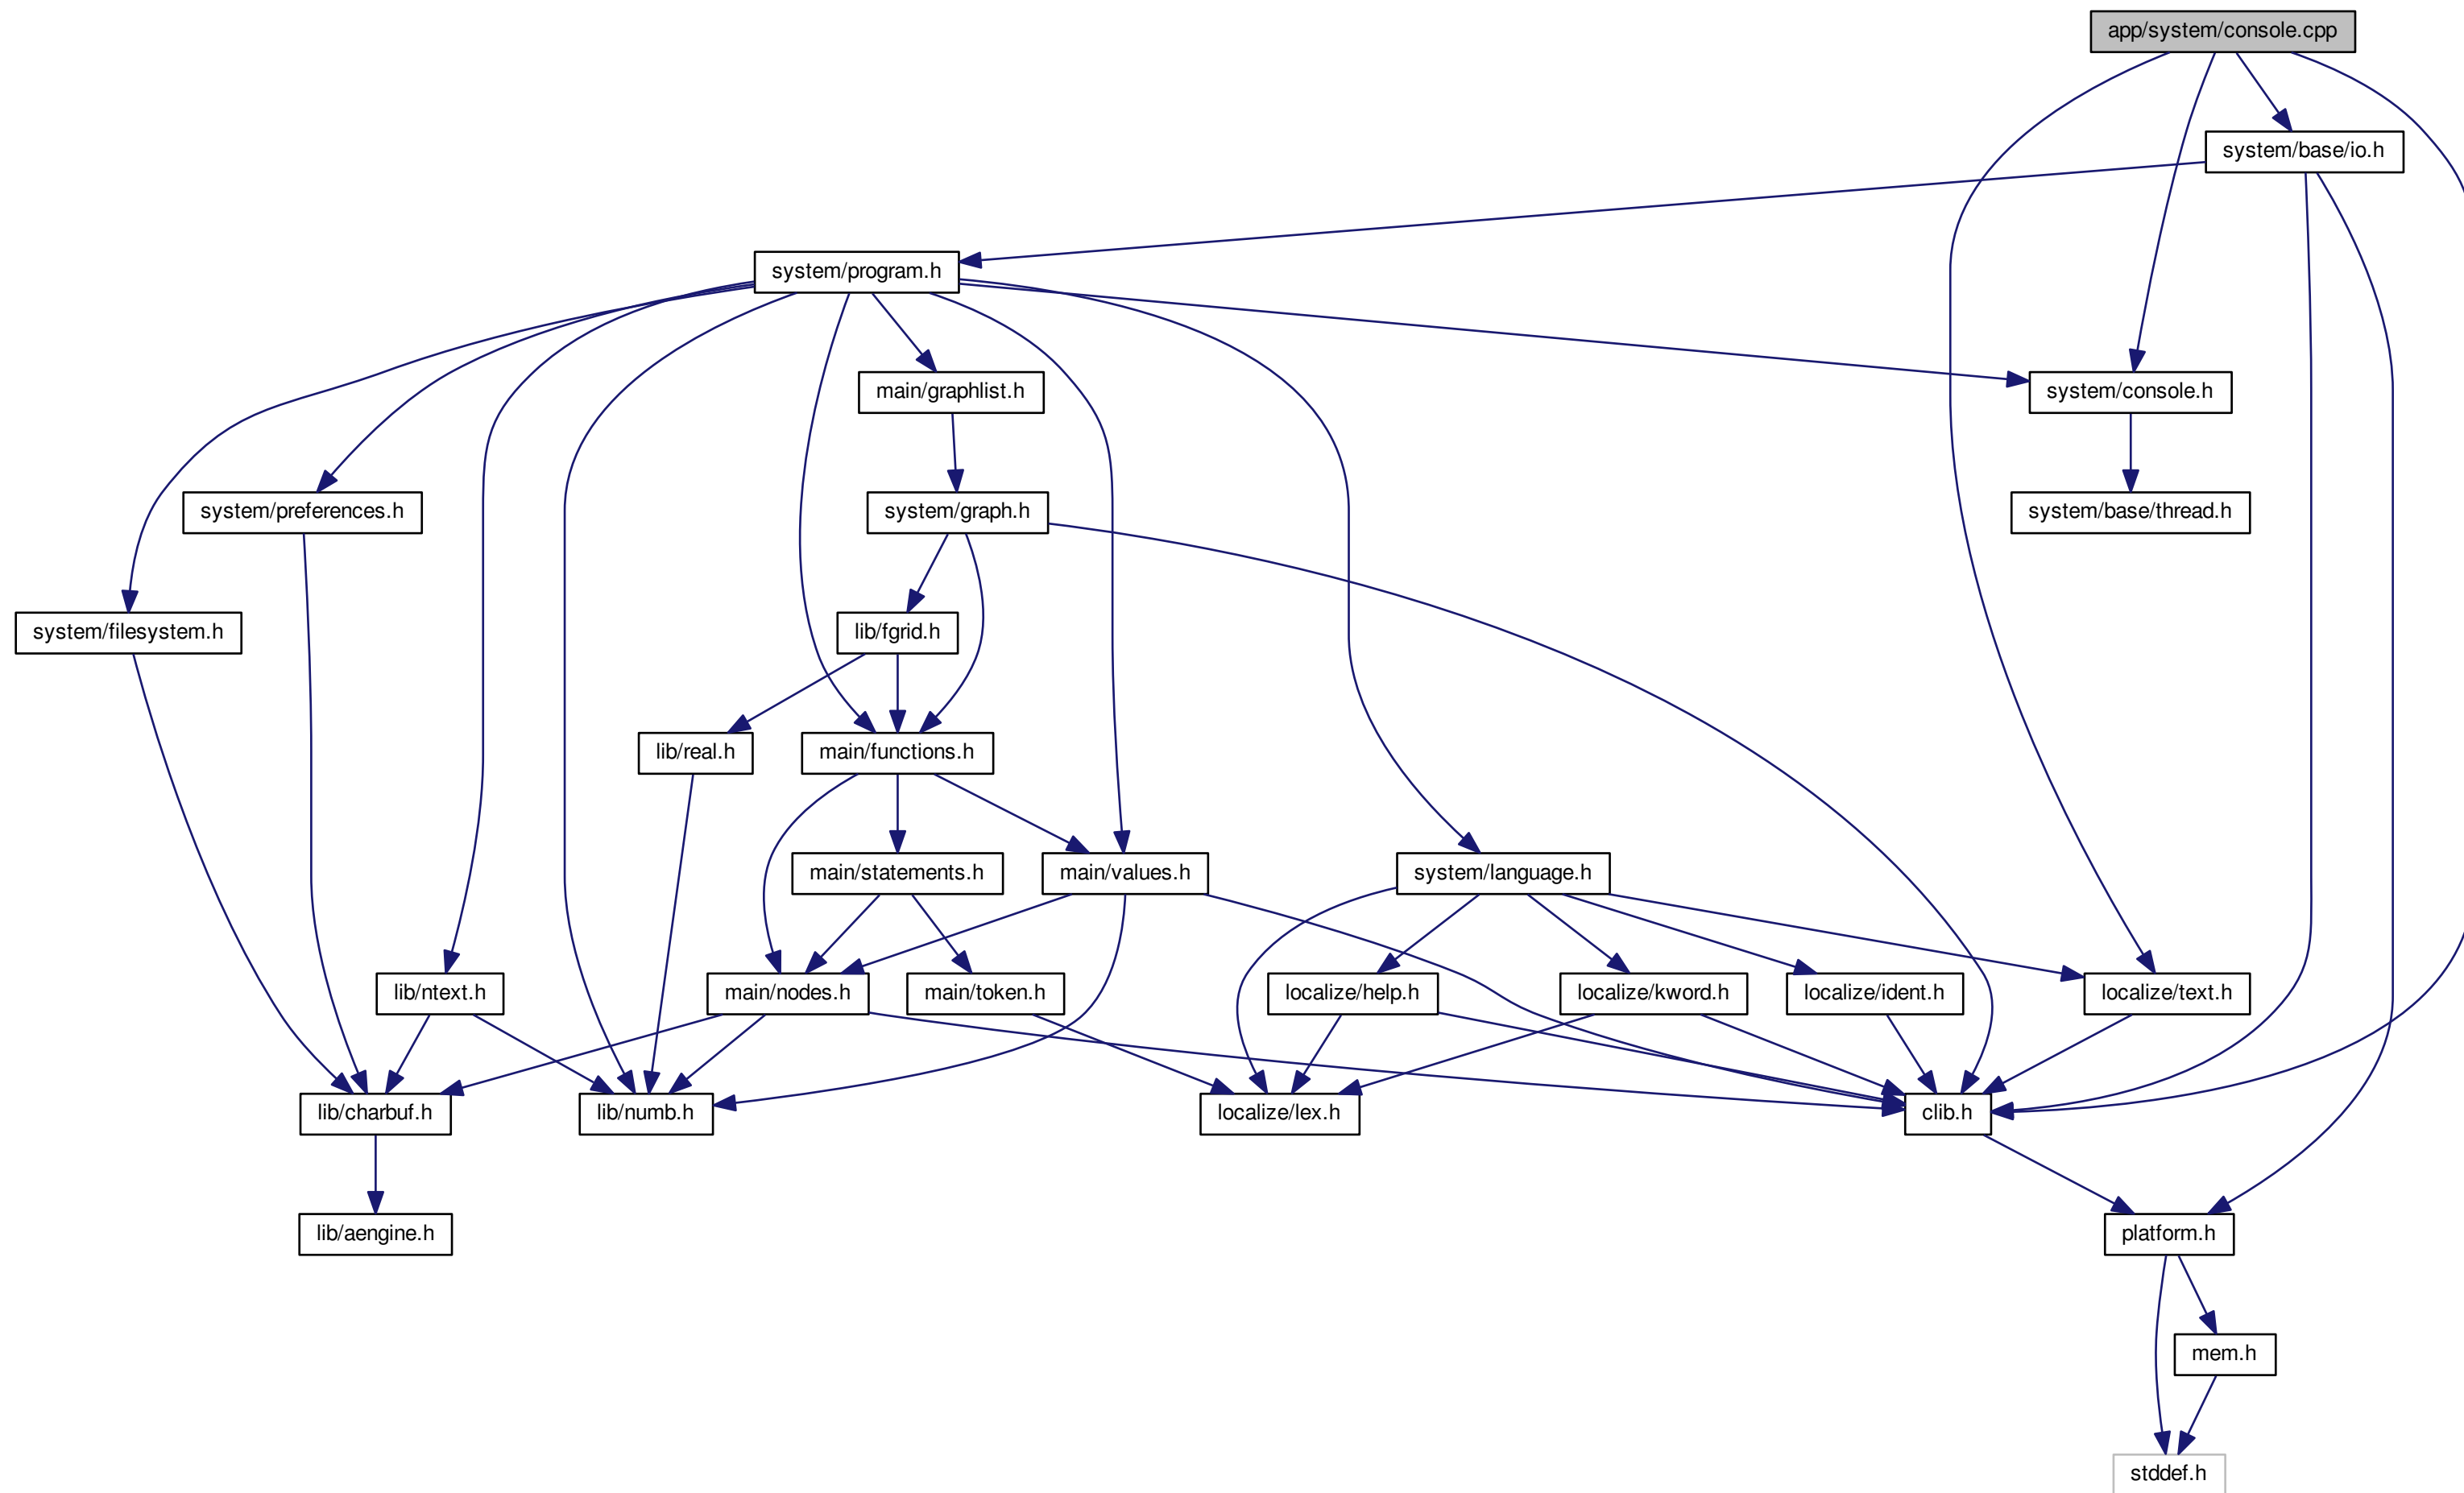 app/system/console.cpp
system/base/io.h
system/program.h
main/graphlist.h
system/console.h
system/preferences.h
system/graph.h
system/base/thread.h
system/filesystem.h
lib/fgrid.h
lib/real.h
main/functions.h
main/statements.h
main/values.h
system/language.h
lib/ntext.h
main/nodes.h
main/token.h
localize/help.h
localize/kword.h
localize/ident.h
localize/text.h
lib/charbuf.h
lib/numb.h
localize/lex.h
clib.h
lib/aengine.h
platform.h
mem.h
stddef.h